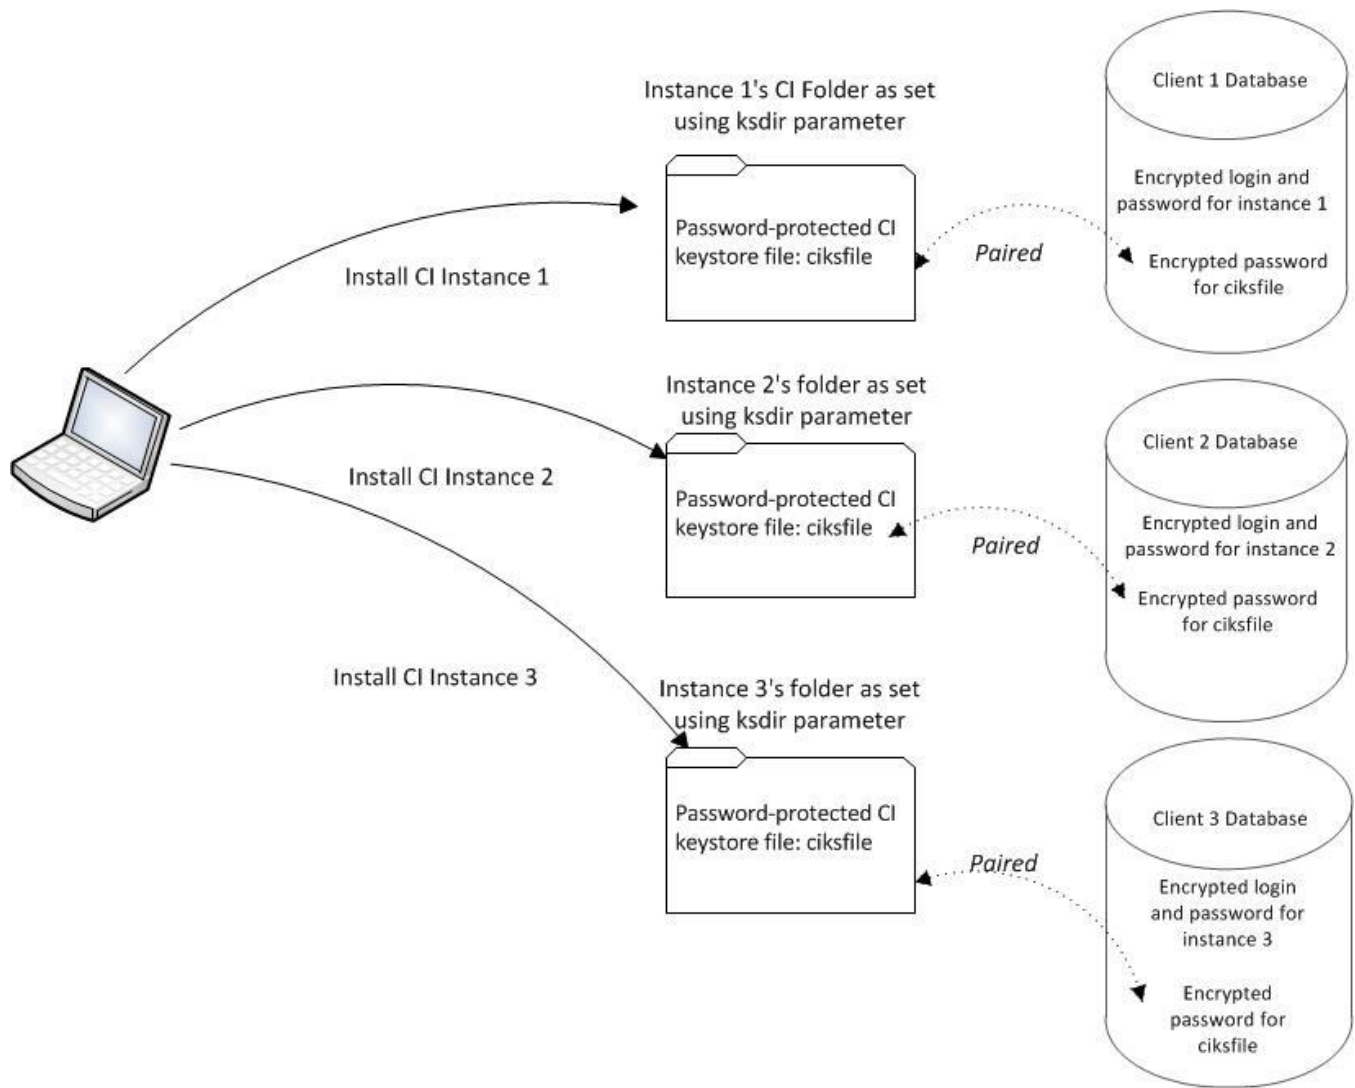 Instance 1's CI Folder as set
using ksdir parameter
Password-protected CI
keystore file: ciksfile
Install CI Instance 1
Paired
Client 1 Database
Encrypted login and
password for instance 1
Encrypted password
for ciksfile
Instance 2's folder as set
using ksdir parameter
Password-protected CI
keystore file: ciksfile
Install CI Instance 2
Paired
Client 2 Database
Encrypted login and
password for instance 2
Encrypted password
for ciksfile
Install CI Instance 3
Instance 3's folder as set
using ksdir parameter
Password-protected CI
keystore file: ciksfile
Paired
Client 3 Database
Encrypted login
and password for
instance 3
Encrypted
password for
ciksfile